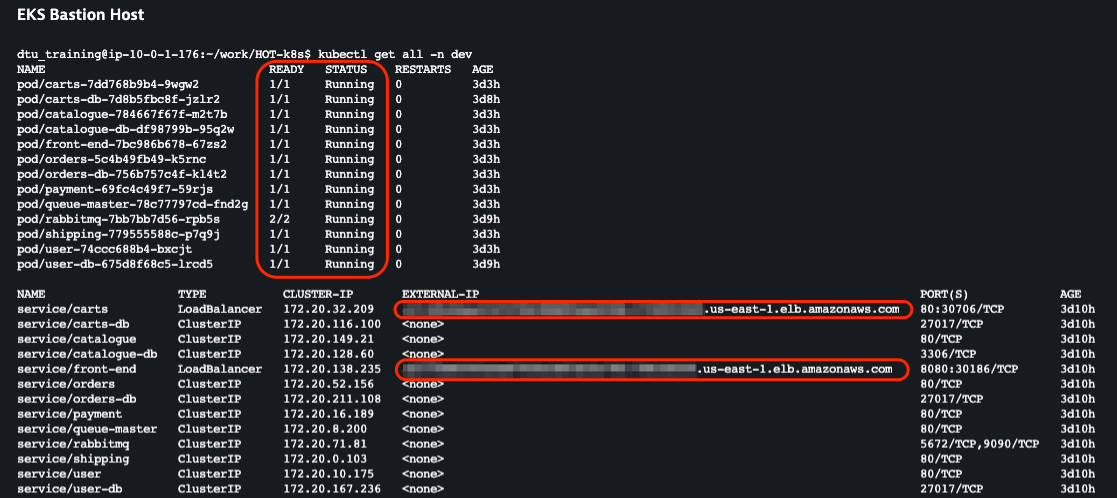 EKS Bastion Host
dtu_training@ip-10-0-1-176:~/work/HOT-k8s$ kubectl get all -n dev
NAME READY STATUS RESTARTS AGE
pod/carts-7dd768b9b4-9wgw2 1/1 Running 0 3d3h
pod/carts-db-7d8b5fbc8f-jzlr2 1/1 Running 0 3d8h
pod/catalogue-784667f67f-m2t7b 1/1 Running 0 3d3h
pod/catalogue-db-df98799b-95q2w 1/1 Running 0 3d3h
pod/front-end-7bc986b678-67zs2 1/1 Running 0 3d3h
pod/orders-5c4b49fb49-k5rnc 1/1 Running 0 3d3h
pod/orders-db-756b757c4f-kl4t2 1/1 Running 0 3d3h
pod/payment-69fc4c49f7-59rjs 1/1 Running 0 3d3h
pod/queue-master-78c77797cd-fnd2g 1/1 Running 0 3d3h
pod/rabbitmq-7bb7bb7d56-rpb5s 2/2 Running 0 3d9h
pod/shipping-779555588c-p7q9j 1/1 Running 0 3d3h
pod/user-74ccc688b4-bxcjt 1/1 Running 0 3d3h
pod/user-db-675d8f68c5-lrcd5 1/1 Running 0 3d9h
NAME TYPE CLUSTER-IP EXTERNAL-IP PORT(S) AGE
service/carts LoadBalancer 172.20.32.209 .us-east-1.elb.amazonaws.com 80:30706/TCP 3d10h
service/carts-db ClusterIP 172.20.116.100 <none> 27017/TCP 3d10h
service/catalogue ClusterIP 172.20.149.21 <none> 80/TCP 3d10h
service/catalogue-db ClusterIP 172.20.128.60 <none> 3306/TCP 3d10h
service/front-end LoadBalancer 172.20.138.235 .us-east-1.elb.amazonaws.com 8080:30186/TCP 3d10h
service/orders ClusterIP 172.20.52.156 <none> 80/TCP 3d10h
service/orders-db ClusterIP 172.20.211.108 <none> 27017/TCP 3d10h
service/payment ClusterIP 172.20.16.189 <none> 80/TCP 3d10h
service/queue-master ClusterIP 172.20.8.200 <none> 80/TCP 3d10h
service/rabbitmq ClusterIP 172.20.71.81 <none> 5672/TCP,9090/TCP 3d10h
service/shipping ClusterIP 172.20.0.103 <none> 80/TCP 3d10h
service/user ClusterIP 172.20.10.175 <none> 80/TCP 3d10h
service/user-db ClusterIP 172.20.167.236 <none> 27017/TCP 3d10h